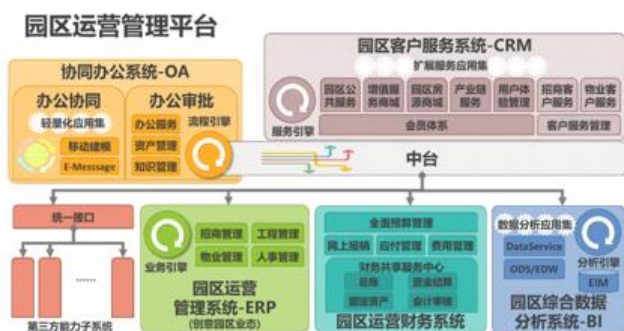 园区运营管理平台
协同办公系统-OA
办公协同
轻量化应用集
移动建模
E-Messsage
办公审批
办公服务
资产管理
知识管理
流程引擎
园区客户服务系统-CRM
扩展服务应用集
服务引擎
园区公共服务
增值服务商城
园区房源商城
产业链服务
用户体验管理
招商客户服务
物业客户服务
会员体系
客户服务管理
中台
统一接口
......
第三方能力子系统
业务引擎
招商管理
工程管理
物业管理
人事管理
园区运营
管理系统-ERP
(创意园区业态)
全面预算管理
网上报销
应付管理
费用管理
财务共享服务中心
总账
资金结算
固定资产
会计审核
园区运营财务系统
数据分析应用集
DataService
ODS/EDW
分析引擎
EIM
园区综合数据
分析系统-BI